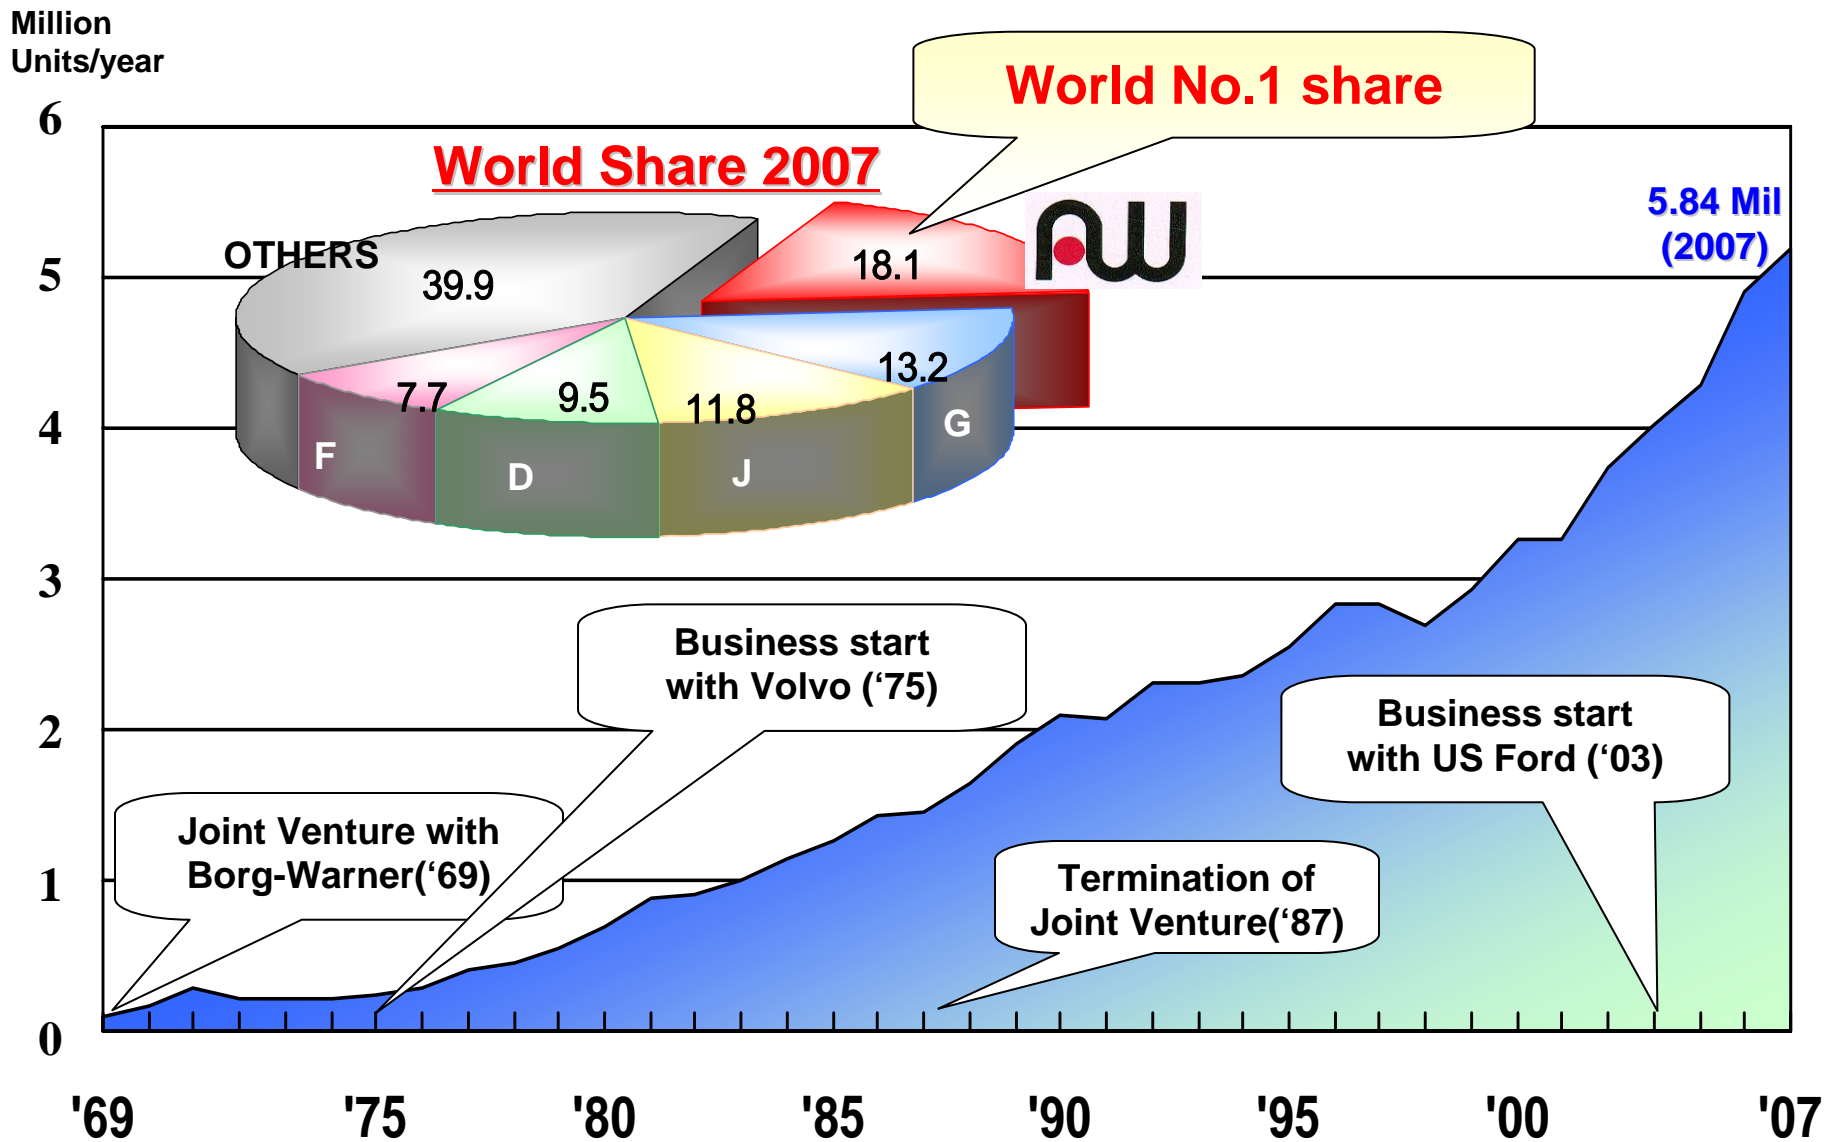 Million
Units/year
World No.1 share
6
World Share 2007
AW
5.84 Mil
(2007)
OTHERS
39.9
18.1
5
13.2
7.7
9.5
11.8
4
G
F
D
J
3
Business start
with Volvo (‘75)
2
Business start
with US Ford (‘03)
Joint Venture with
Borg-Warner(‘69)
1
Termination of
Joint Venture(‘87)
0
'69
'75
'80
'85
'90
'95
'00
'07